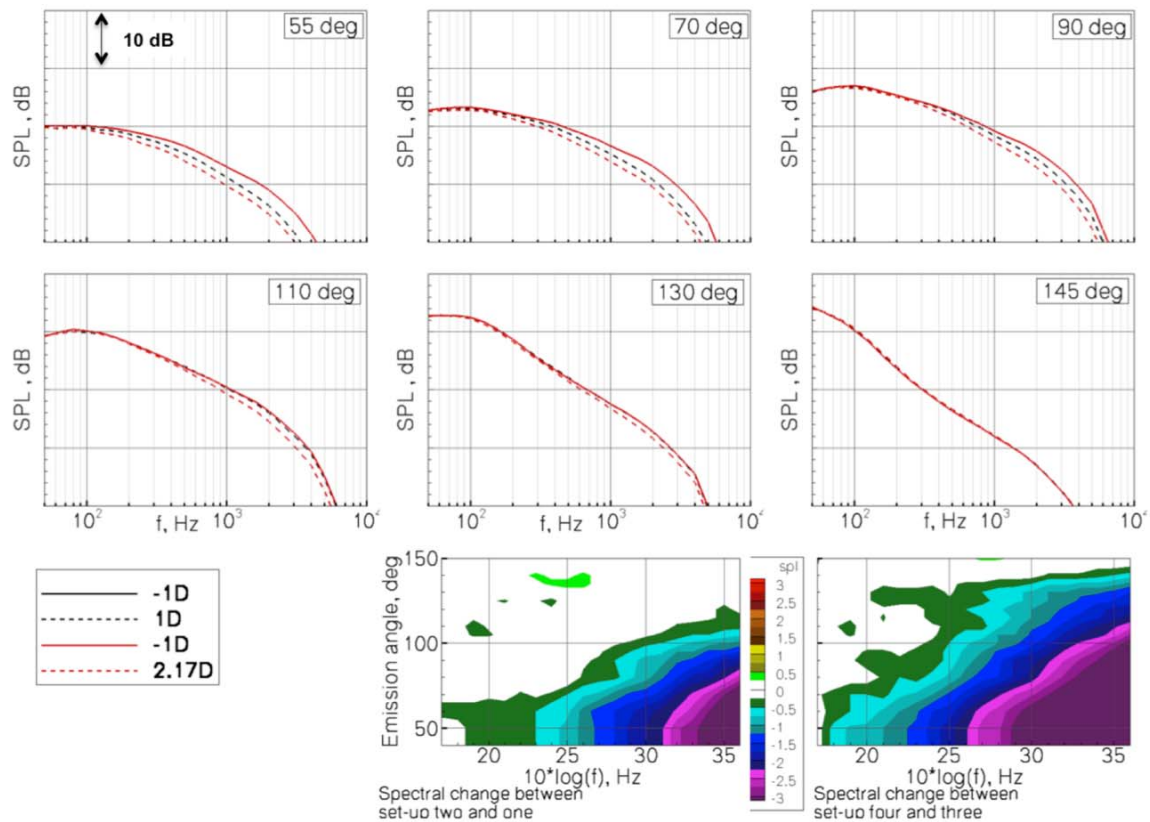 55 deg
10 dB
SPL, dB
70 deg
SPL, dB
90 deg
SPL, dB
110 deg
SPL, dB
10² 10³ 10
f, Hz
130 deg
SPL, dB
10² 10³ 10
f, Hz
145 deg
SPL, dB
10² 10³ 10
f, Hz
-1D
1D
-1D
2.17D
Emission angle, deg
150
100
50
20 25 30 35
10*log(f), Hz
Spectral change between
set-up two and one
spl
3
2.5
2
1.5
1
0.5
0
-0.5
-1
-1.5
-2
-2.5
-3
20 25 30 35
10*log(f), Hz
Spectral change between
set-up four and three